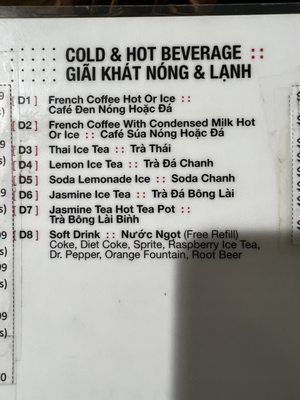 COLD & HOT BEVERAGE ::
GIÃI KHÁT NÓNG & LẠNH
[ D1 ] French Coffee Hot Or Ice ::
Café Đen Nóng Hoặc Đá
[ D2 ] French Coffee With Condensed Milk Hot
Or Ice :: Café Súa Nóng Hoặc Đá
[ D3 ] Thai Ice Tea :: Trà Thái
[ D4 ] Lemon Ice Tea :: Trà Đá Chanh
[ D5 ] Soda Lemonade Ice :: Soda Chanh
[ D6 ] Jasmine Ice Tea :: Trà Đá Bông Lài
[ D7 ] Jasmine Tea Hot Tea Pot ::
Trà Bông Lài Bình
[ D8 ] Soft Drink :: Nước Ngọt (Free Refill)
Coke, Diet Coke, Sprite, Raspberry Ice Tea,
Dr. Pepper, Orange Fountain, Root Beer